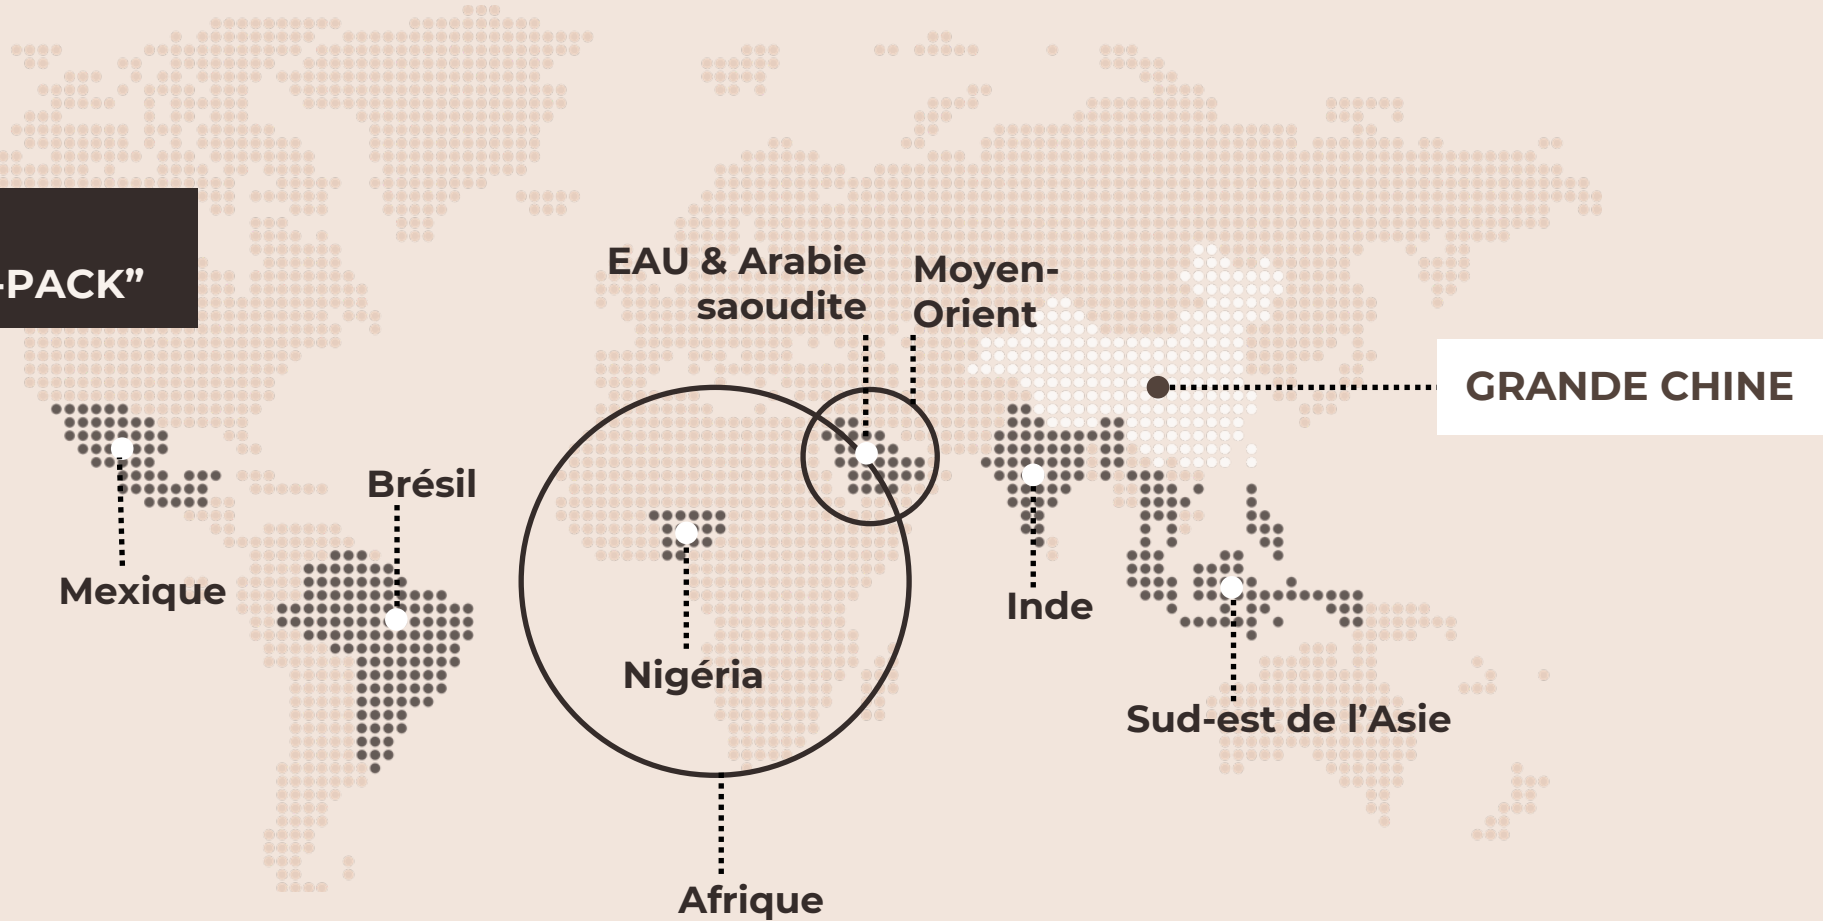 -PACK”
EAU & Arabie
saoudite
Moyen-
Orient
GRANDE CHINE
Brésil
Mexique
Inde
Nigéria
Sud-est de l’Asie
Afrique